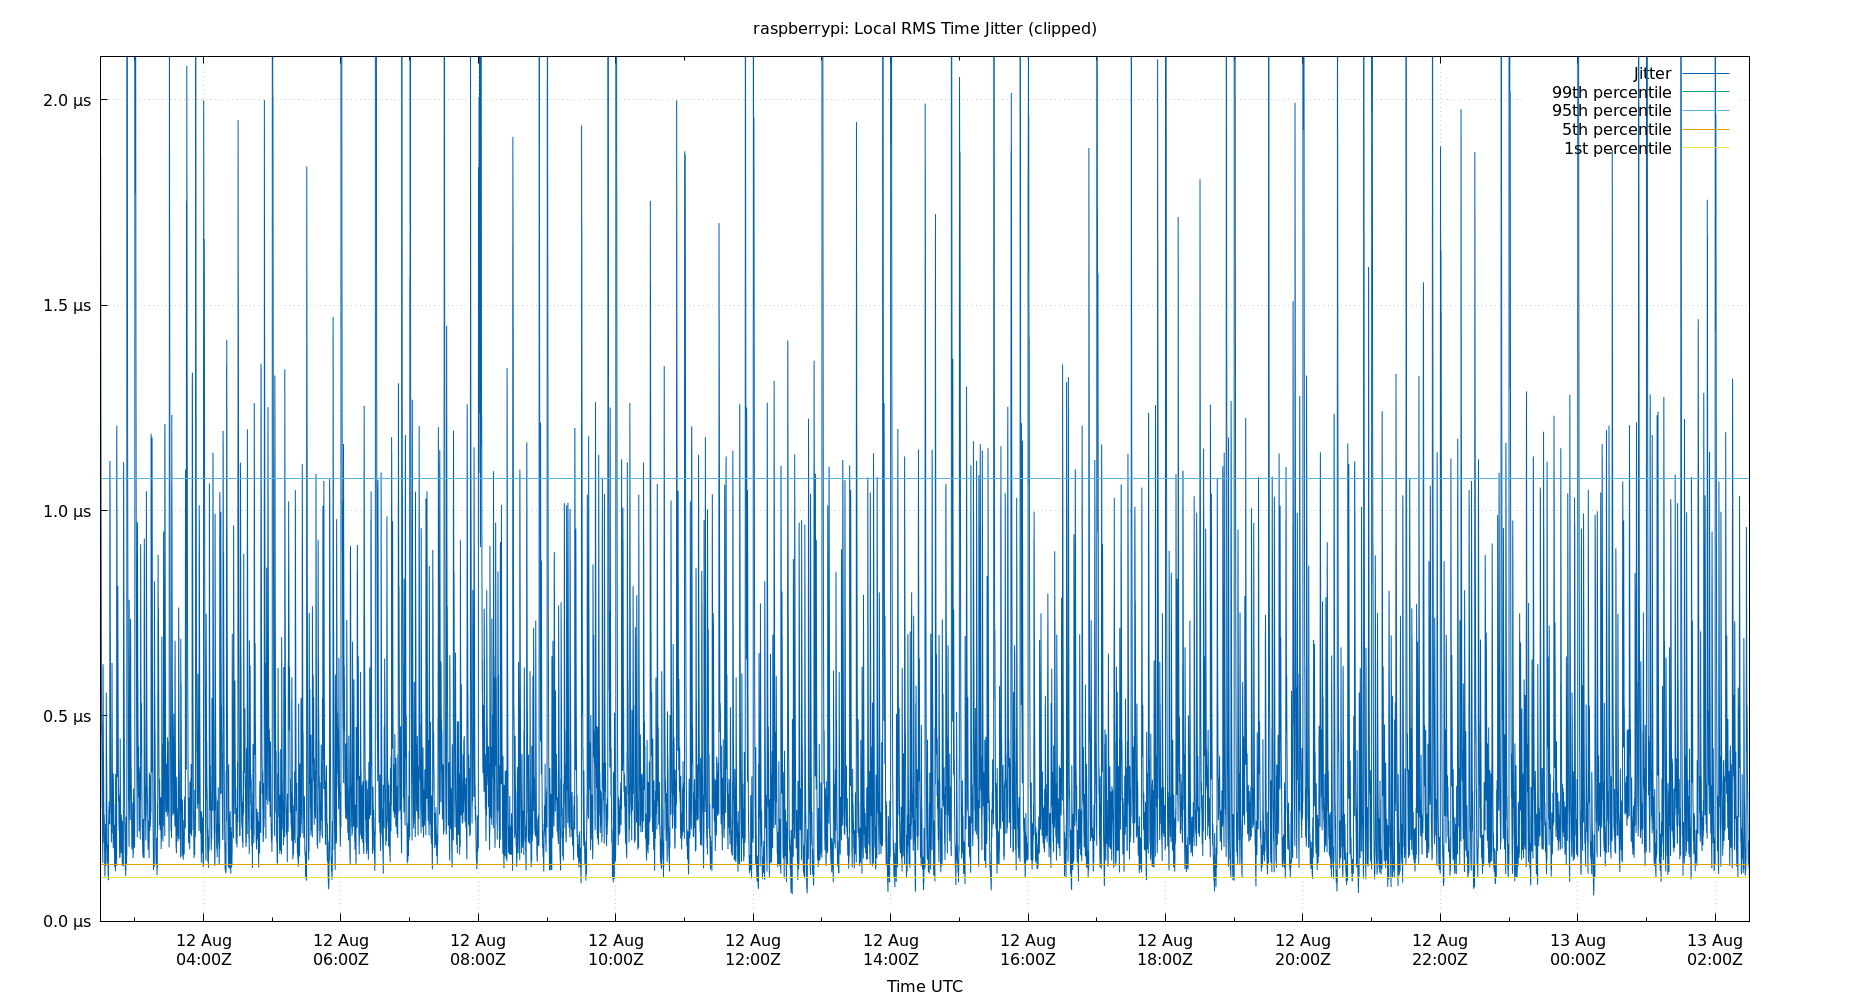 raspberrypi: Local RMS Time Jitter (clipped)
Jitter
99th percentile
95th percentile
5th percentile
1st percentile
2.0 µs
1.5 µs
1.0 µs
0.5 µs
0.0 µs
12 Aug 12 Aug 12 Aug 12 Aug 12 Aug 12 Aug 12 Aug 12 Aug 12 Aug 12 Aug 13 Aug 13 Aug
04:00Z 06:00Z 08:00Z 10:00Z 12:00Z 14:00Z 16:00Z 18:00Z 20:00Z 22:00Z 00:00Z 02:00Z
Time UTC